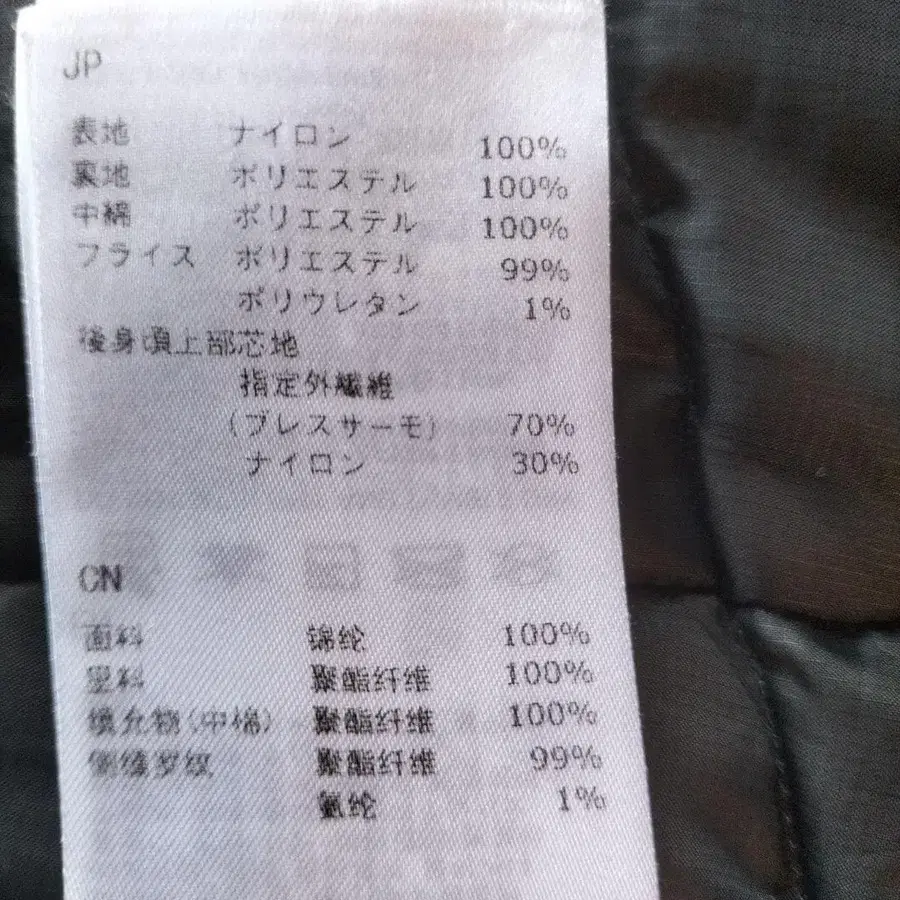 JP
表地 ナイロン 100%
裏地 ポリエステル 100%
中綿 ポリエステル 100%
フライス ポリエステル 99%
ポリウレタン 1%
後身頃上部芯地
指定外繊維
(ブレスサーモ) 70%
ナイロン 30%
CN
面料 锦纶 100%
里料 聚酯纤维 100%
填充物(中棉) 聚酯纤维 100%
侧缝罗纹 聚酯纤维 99%
氨纶 1%